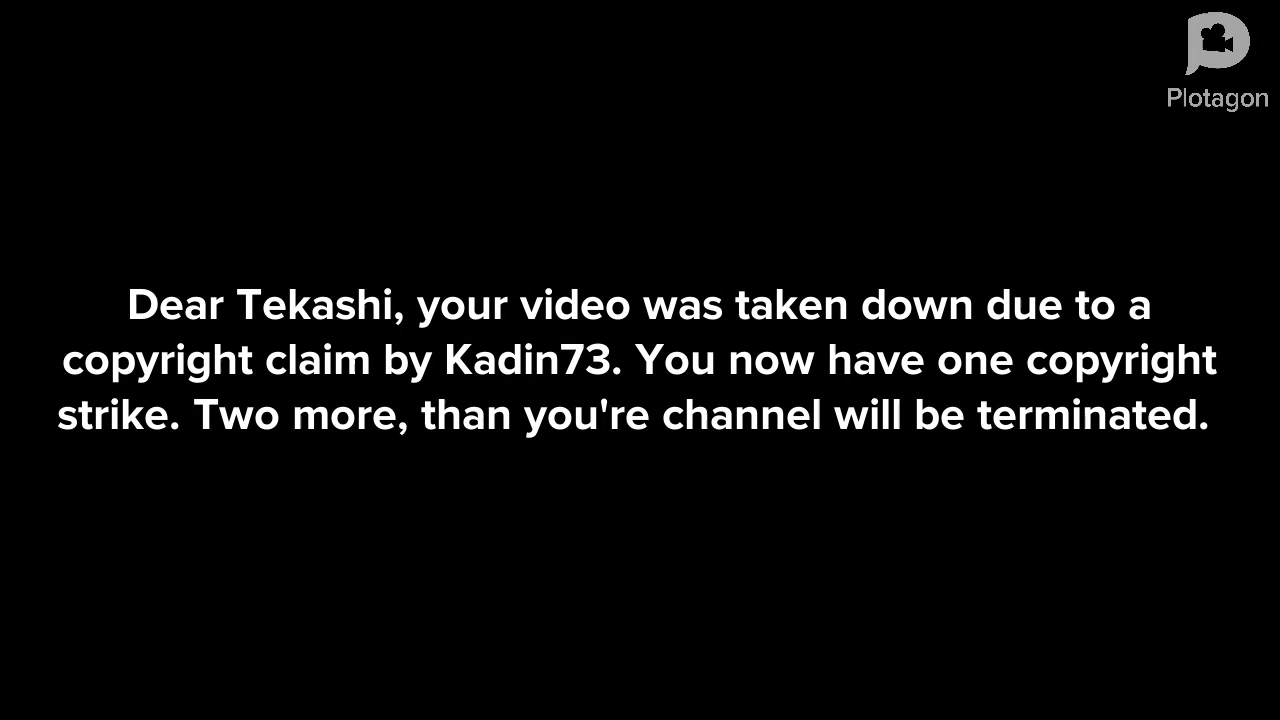 Plotagon
Dear Tekashi, your video was taken down due to a
copyright claim by Kadin73. You now have one copyright
strike. Two more, than you're channel will be terminated.